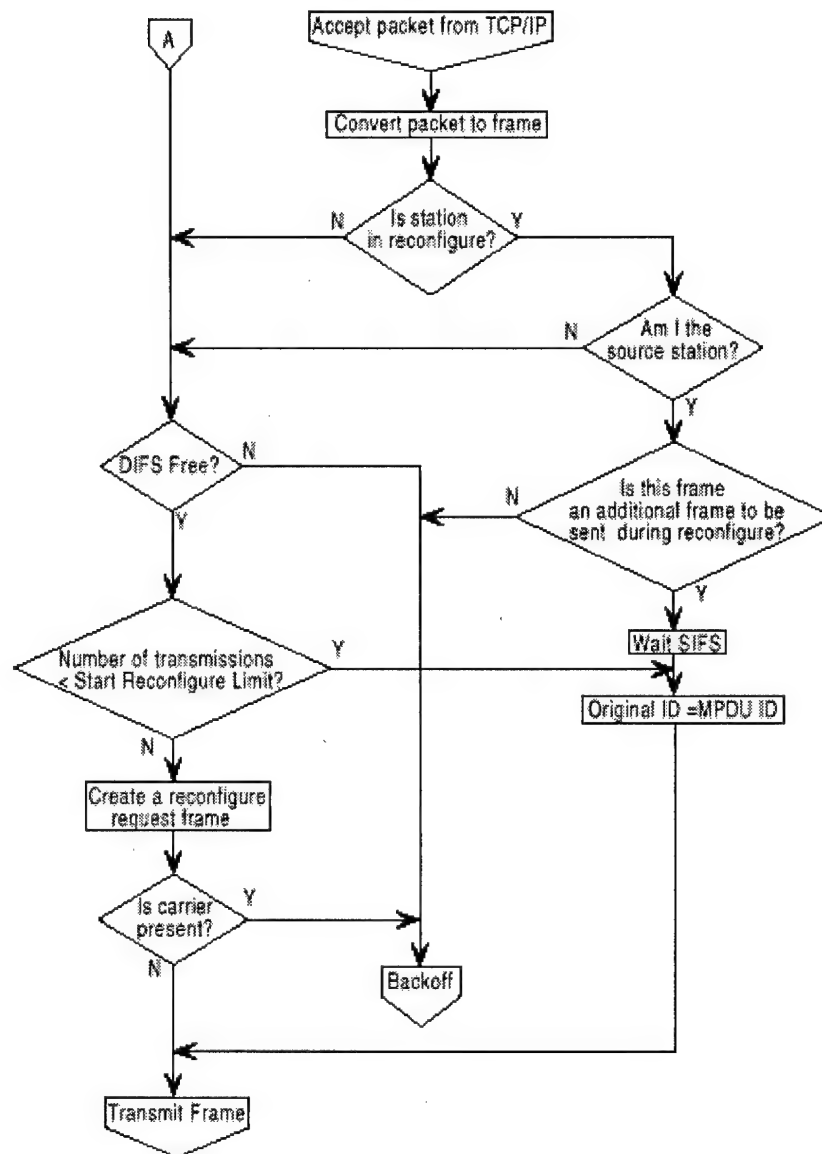 A
Accept packet from TCP/IP
Convert packet to frame
Is station
in reconfigure?
N
Y
Am I the
source station?
N
Y
DIFS Free?
N
Y
Is this frame
an additional frame to be
sent during reconfigure?
N
Y
Wait SIFS
Number of transmissions
< Start Reconfigure Limit?
Y
N
Original ID =MPDU ID
Create a reconfigure
request frame
Is carrier
present?
Y
N
Backoff
Transmit Frame